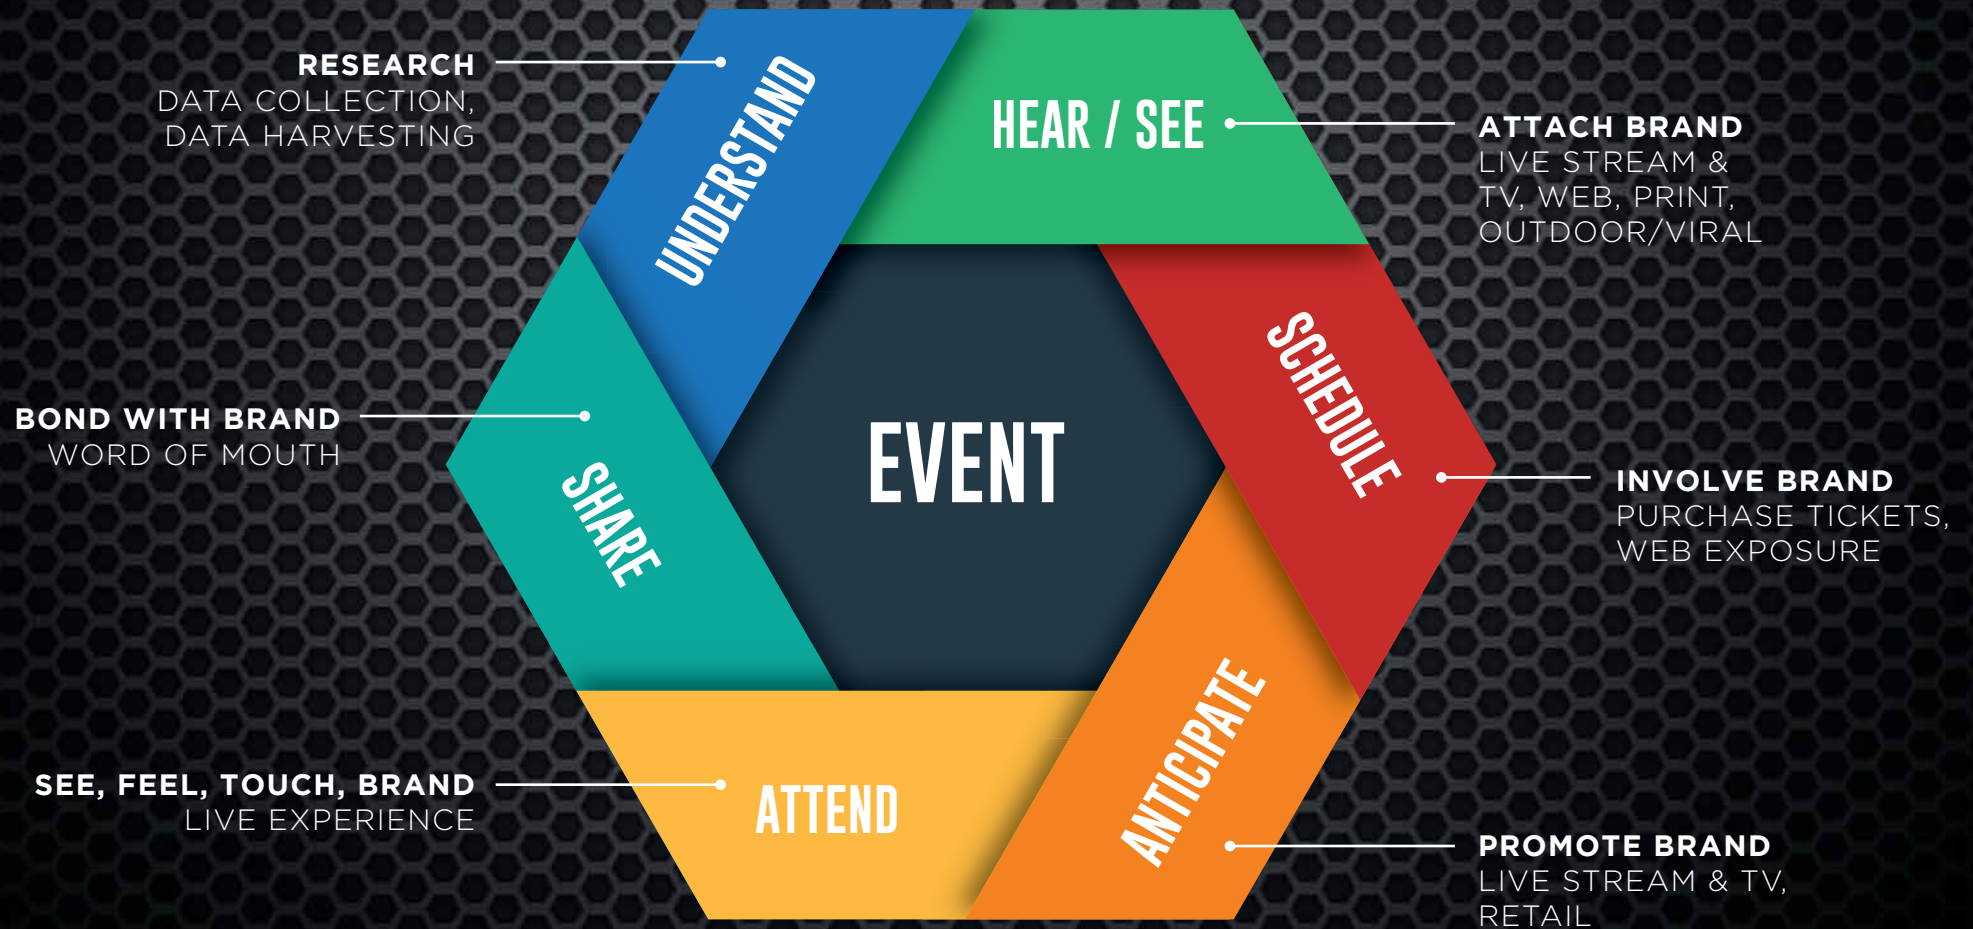 RESEARCH
DATA COLLECTION,
DATA HARVESTING
UNDERSTAND
HEAR / SEE
ATTACH BRAND
LIVE STREAM &
TV, WEB, PRINT,
OUTDOOR/VIRAL
SCHEDULE
INVOLVE BRAND
PURCHASE TICKETS,
WEB EXPOSURE
EVENT
BOND WITH BRAND
WORD OF MOUTH
SHARE
SEE, FEEL, TOUCH, BRAND
LIVE EXPERIENCE
ATTEND
ANTICIPATE
PROMOTE BRAND
LIVE STREAM & TV,
RETAIL